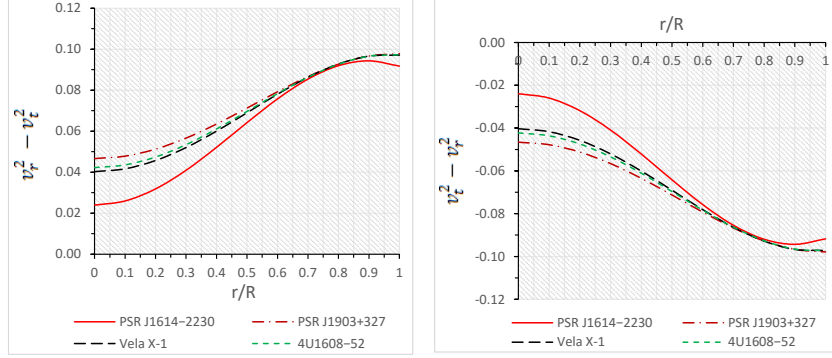 0.12
0.10
0.08
0.06
0.04
0.02
0.00
v_r^2 − v_t^2
0 0.1 0.2 0.3 0.4 0.5 0.6 0.7 0.8 0.9 1
r/R
PSR J1614−2230 PSR J1903+327
Vela X-1 4U1608−52
r/R
0.00
0 0.1 0.2 0.3 0.4 0.5 0.6 0.7 0.8 0.9 1
-0.02
-0.04
-0.06
-0.08
-0.10
-0.12
v_t^2 − v_r^2
PSR J1614−2230 PSR J1903+327
Vela X-1 4U1608−52